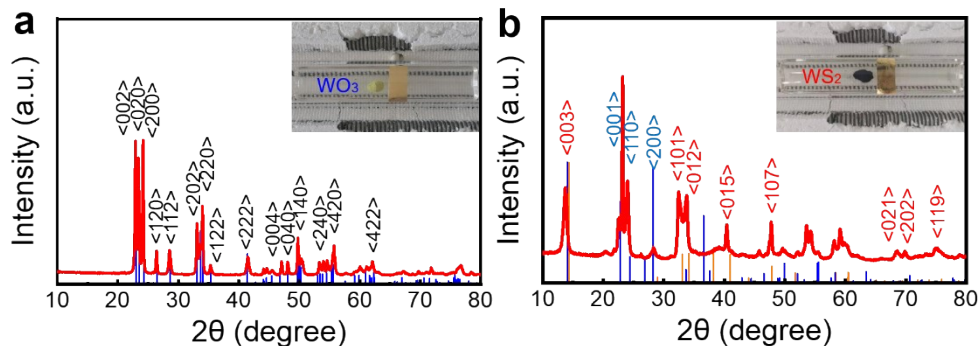 a
Intensity (a.u.)
<002>
<020>
<200>
<120>
<112>
<202>
<220>
<122>
<222>
<004>
<040>
<140>
<240>
<420>
<422>
WO3
10 20 30 40 50 60 70 80
2θ (degree)
b
Intensity (a.u.)
<003>
<001>
<110>
<200>
<101>
<012>
<015>
<107>
<021>
<202>
<119>
WS2
10 20 30 40 50 60 70 80
2θ (degree)